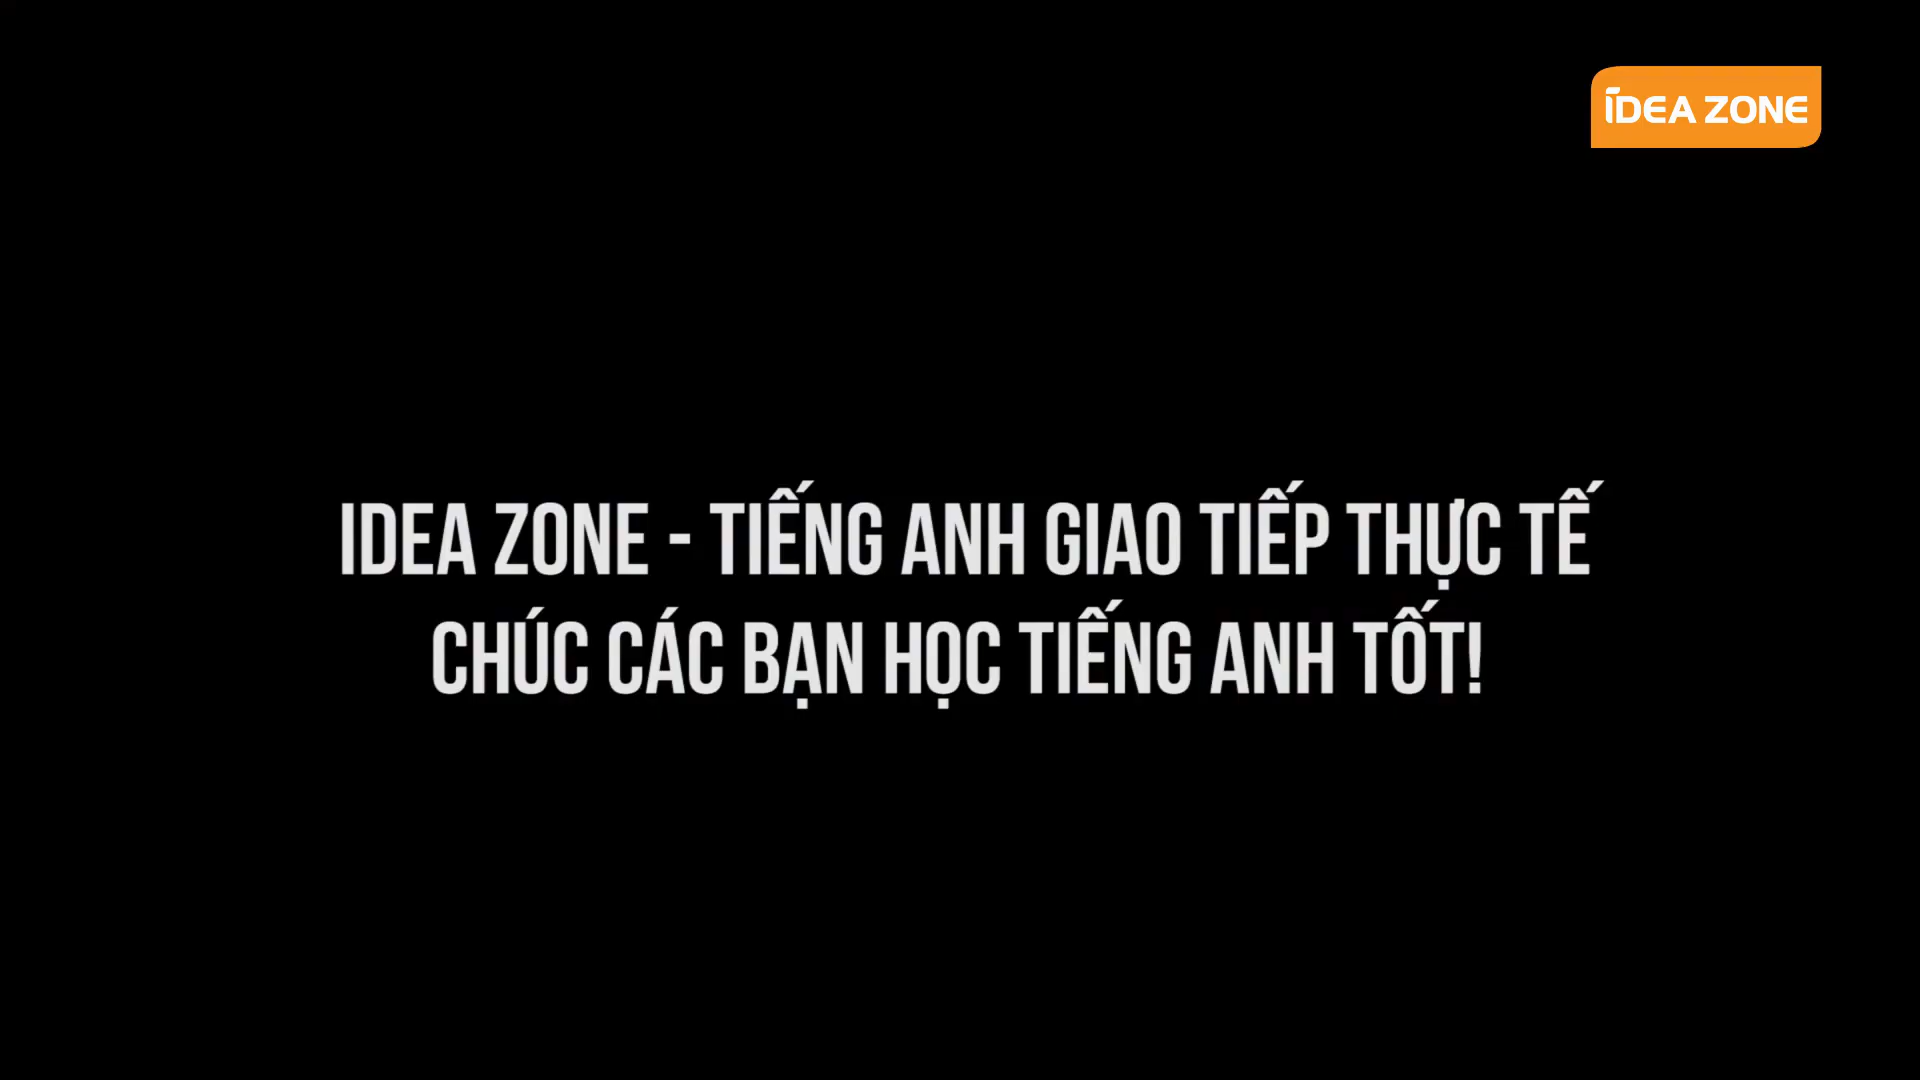 IDEA ZONE
IDEA ZONE - TIẾNG ANH GIAO TIẾP THỰC TẾ
CHÚC CÁC BẠN HỌC TIẾNG ANH TỐT!